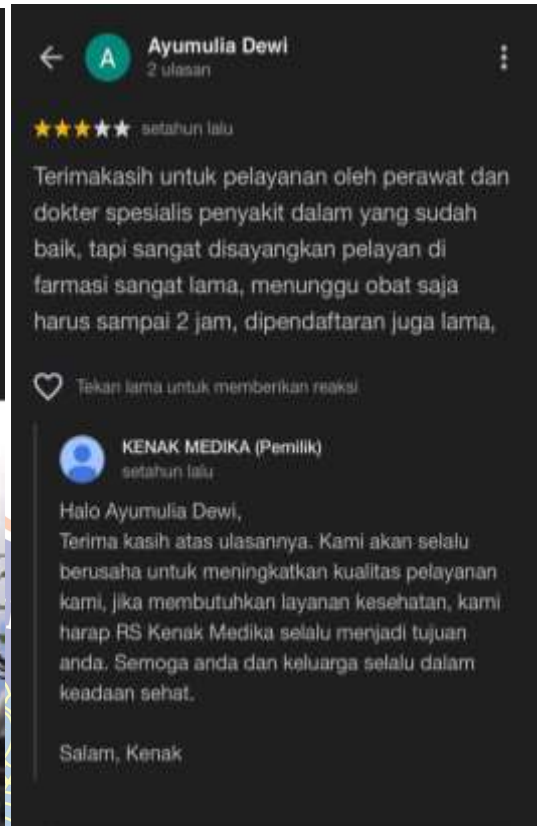 Ayumulia Dewi
A
2 ulasan
setahun lalu
Terimakasih untuk pelayanan oleh perawat dan
dokter spesialis penyakit dalam yang sudah
baik, tapi sangat disayangkan pelayan di
farmasi sangat lama, menunggu obat saja
harus sampai 2 jam, dipendaftaran juga lama,
Tekan lama untuk memberikan reaksi
KENAK MEDIKA (Pemilik)
setahun lalu
Halo Ayumulia Dewi,
Terima kasih atas ulasannya. Kami akan selalu
berusaha untuk meningkatkan kualitas pelayanan
kami, jika membutuhkan layanan kesehatan, kami
harap RS Kenak Medika selalu menjadi tujuan
anda. Semoga anda dan keluarga selalu dalam
keadaan sehat.
Salam, Kenak